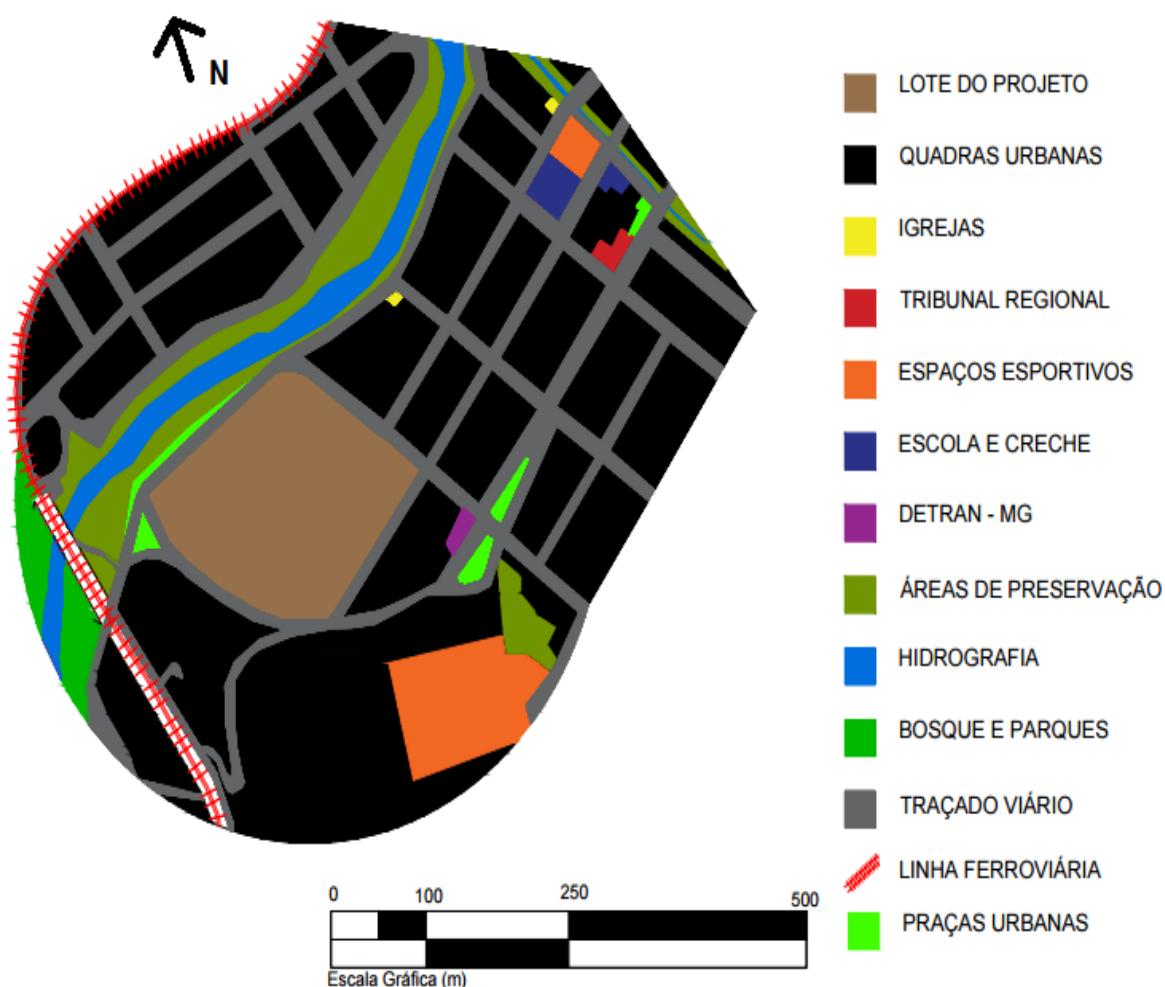 N
LOTE DO PROJETO
QUADRAS URBANAS
IGREJAS
TRIBUNAL REGIONAL
ESPAÇOS ESPORTIVOS
ESCOLA E CRECHE
DETRAN - MG
ÁREAS DE PRESERVAÇÃO
HIDROGRAFIA
BOSQUE E PARQUES
TRAÇADO VIÁRIO
LINHA FERROVIÁRIA
PRAÇAS URBANAS
0 100 250 500
Escala Gráfica (m)